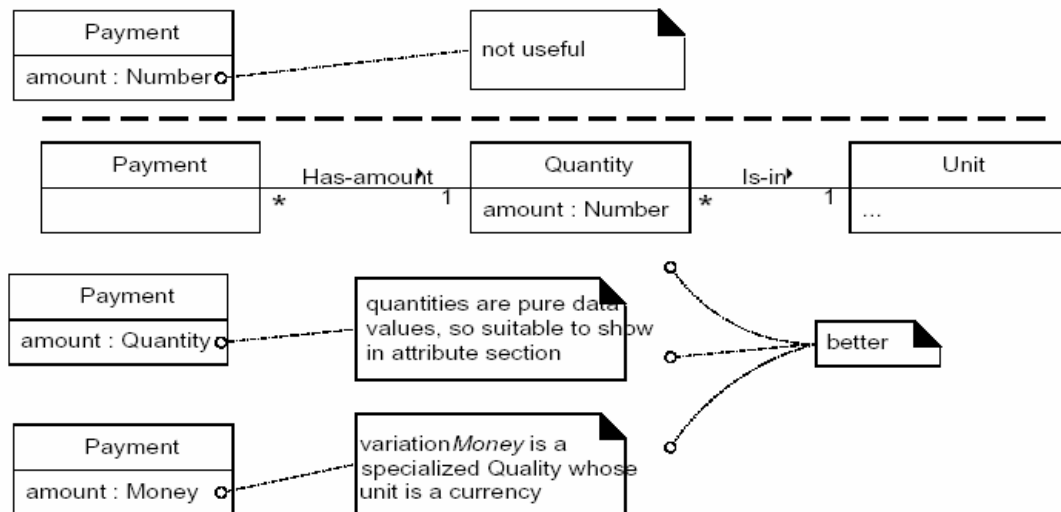 Payment
amount : Number
not useful
Payment
Has-amount
*
1
Quantity
amount : Number
Is-in
*
1
Unit
...
Payment
amount : Quantity
quantities are pure data
values, so suitable to show
in attribute section
better
Payment
amount : Money
variation Money is a
specialized Quality whose
unit is a currency